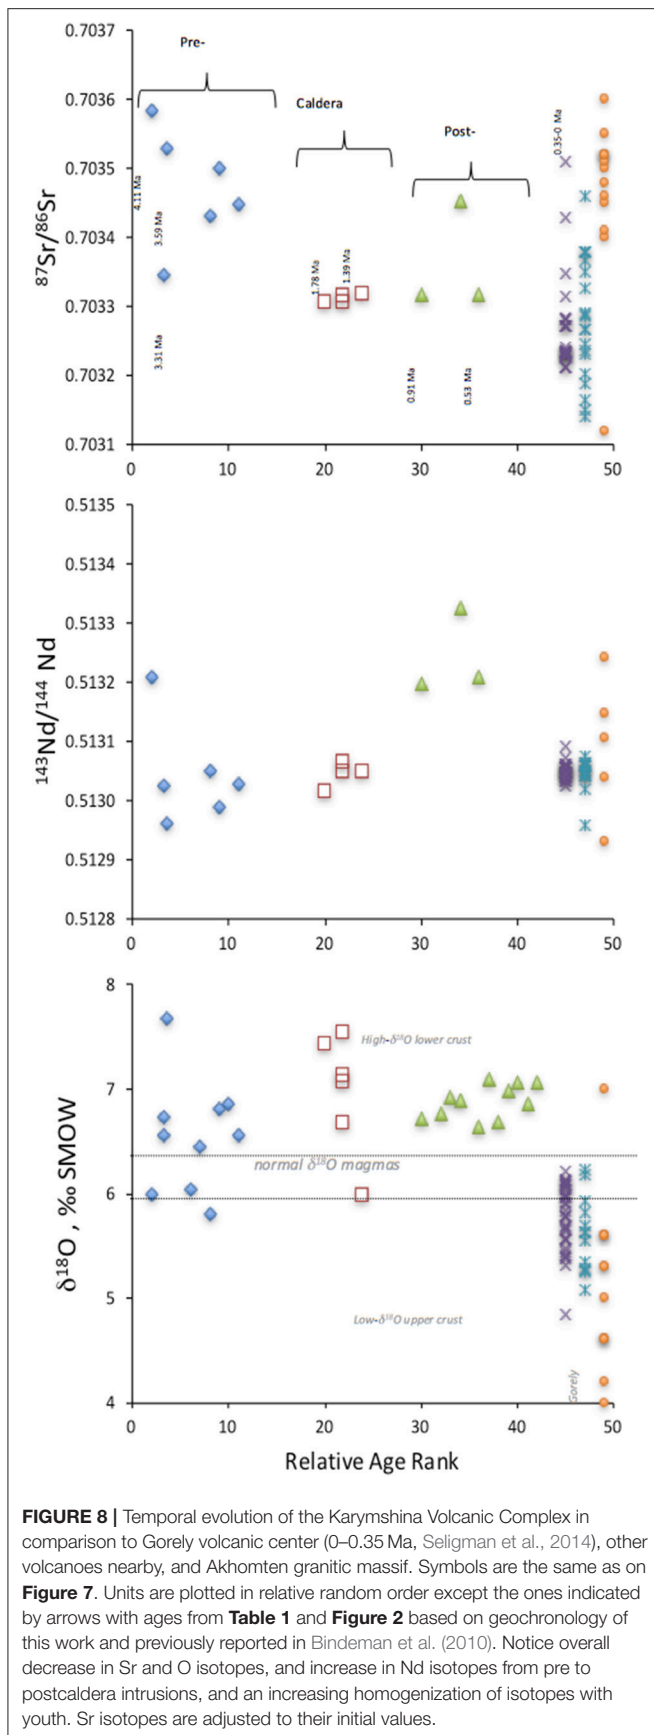 0.7037
0.7036
0.7035
0.7034
0.7033
0.7032
0.7031
87Sr/86Sr
Pre-
Caldera
Post-
4.11 Ma
3.59 Ma
3.31 Ma
1.78 Ma
1.39 Ma
0.91 Ma
0.53 Ma
0.35-0 Ma
0 10 20 30 40 50
0.5135
0.5134
0.5133
0.5132
0.5131
0.5130
0.5129
0.5128
143Nd/144 Nd
0 10 20 30 40 50
8
7
6
5
4
δ18O , ‰ SMOW
High-δ18O lower crust
normal δ18O magmas
Low-δ18O upper crust
Gorely
0 10 20 30 40 50
Relative Age Rank
FIGURE 8 | Temporal evolution of the Karymshina Volcanic Complex in
comparison to Gorely volcanic center (0–0.35 Ma, Seligman et al., 2014), other
volcanoes nearby, and Akhomten granitic massif. Symbols are the same as on
Figure 7. Units are plotted in relative random order except the ones indicated
by arrows with ages from Table 1 and Figure 2 based on geochronology of
this work and previously reported in Bindeman et al. (2010). Notice overall
decrease in Sr and O isotopes, and increase in Nd isotopes from pre to
postcaldera intrusions, and an increasing homogenization of isotopes with
youth. Sr isotopes are adjusted to their initial values.